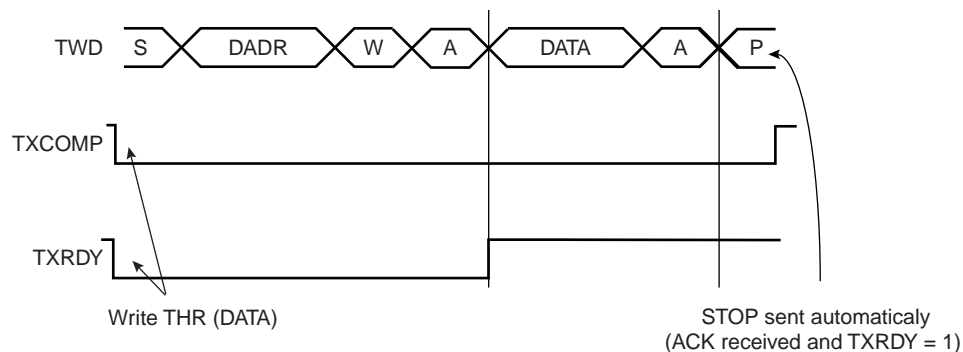 TWD S DADR W A DATA A P
TXCOMP
TXRDY
Write THR (DATA)
STOP sent automaticaly
(ACK received and TXRDY = 1)